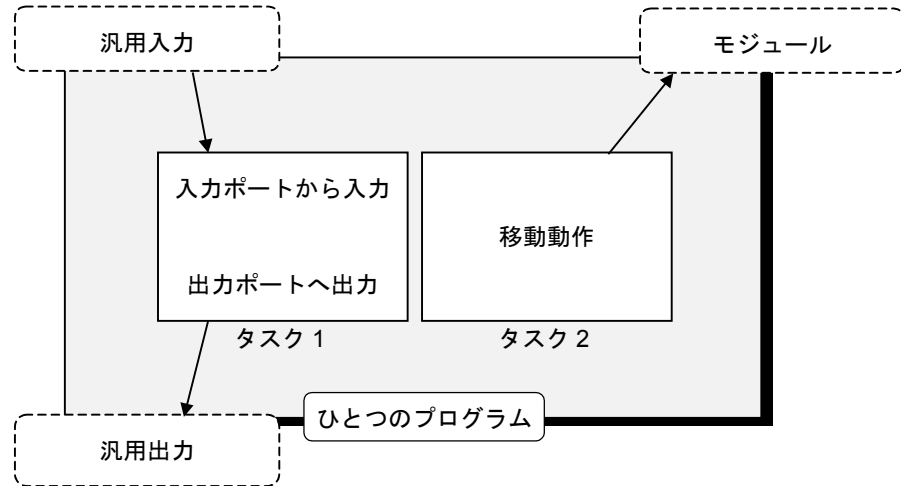 汎用入力
モジュール
入力ポートから入力
移動動作
出力ポートへ出力
タスク 1
タスク 2
ひとつのプログラム
汎用出力